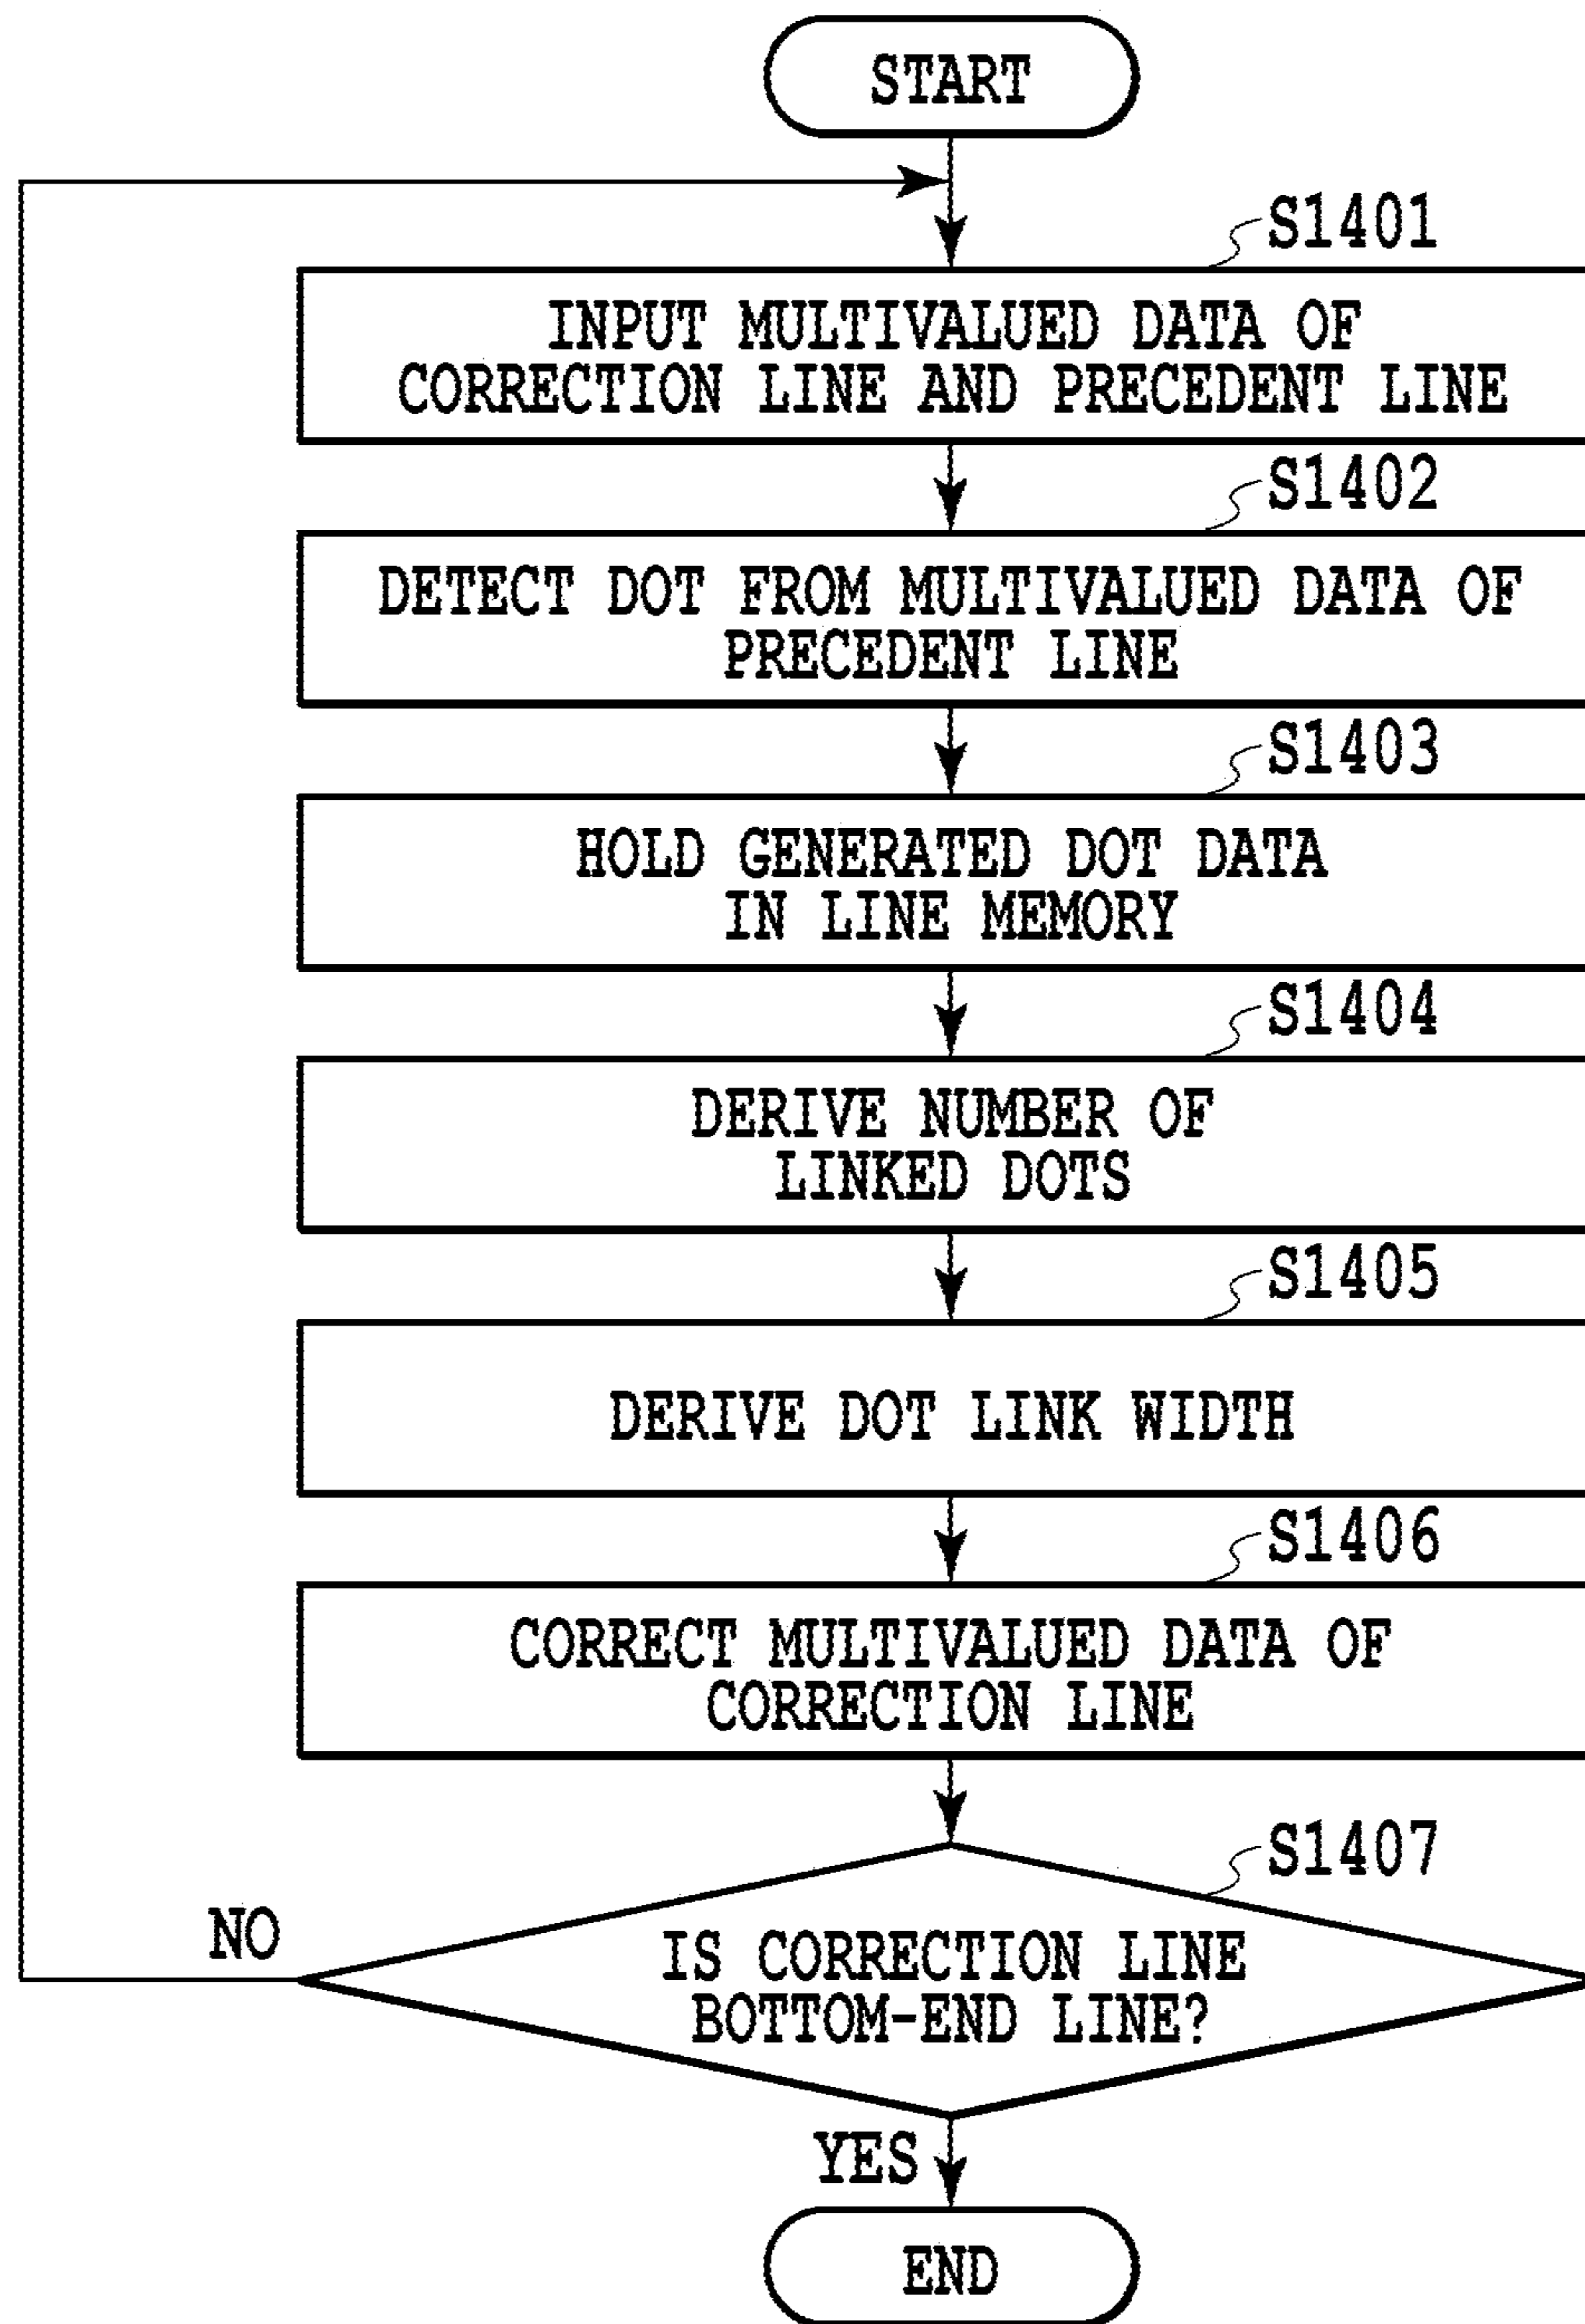 START
S1401
INPUT MULTIVALUED DATA OF
CORRECTION LINE AND PRECEDENT LINE
S1402
DETECT DOT FROM MULTIVALUED DATA OF
PRECEDENT LINE
S1403
HOLD GENERATED DOT DATA
IN LINE MEMORY
S1404
DERIVE NUMBER OF
LINKED DOTS
S1405
DERIVE DOT LINK WIDTH
S1406
CORRECT MULTIVALUED DATA OF
CORRECTION LINE
S1407
NO
IS CORRECTION LINE
BOTTOM-END LINE?
YES
END